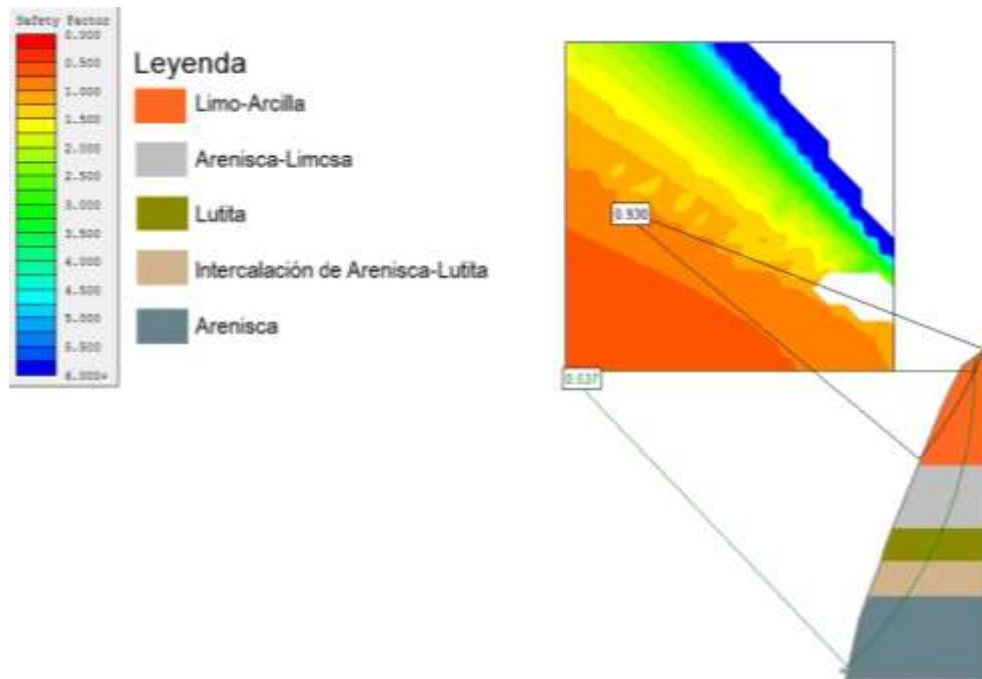 Safety Factor
0.000
0.500
1.000
1.500
2.000
2.500
3.000
3.500
4.000
4.500
5.000
5.500
6.000+
Leyenda
Limo-Arcilla
Arenisca-Limosa
Lutita
Intercalación de Arenisca-Lutita
Arenisca
0.930
0.537